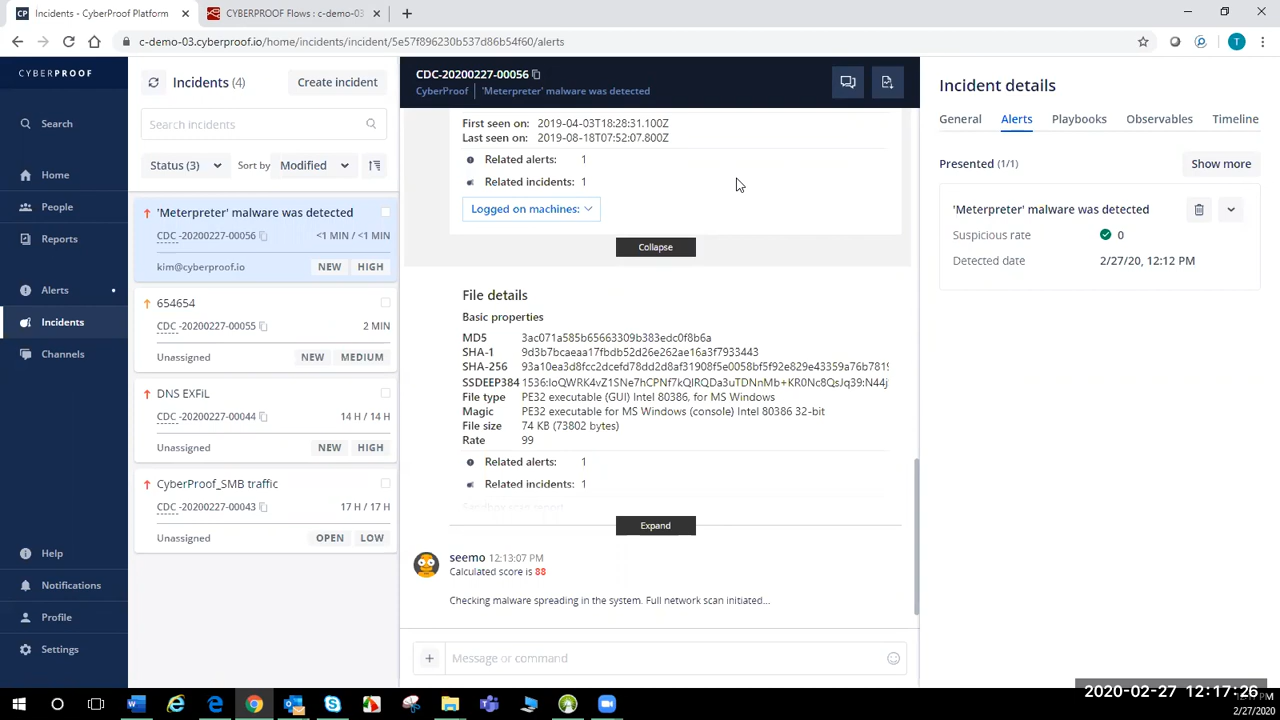 Incidents - CyberProof Platform
CYBERPROOF Flows : c-demo-03
c-demo-03.cyberproof.io/home/incidents/incident/5e57f896230b537d86b54f60/alerts
T
CYBERPROOF
Search
Home
People
Reports
Alerts
Incidents
Channels
Help
Notifications
Profile
Settings
Incidents (4)
Create incident
Search incidents
Status (3)
Sort by
Modified
'Meterpreter' malware was detected
CDC -20200227-00056
<1 MIN / <1 MIN
kim@cyberproof.io
NEW
HIGH
654654
CDC -20200227-00055
2 MIN
Unassigned
NEW
MEDIUM
DNS EXFiL
CDC -20200227-00044
14 H / 14 H
Unassigned
NEW
HIGH
CyberProof_SMB traffic
CDC -20200227-00043
17 H / 17 H
Unassigned
OPEN
LOW
CDC-20200227-00056
CyberProof
'Meterpreter' malware was detected
First seen on: 2019-04-03T18:28:31.100Z
Last seen on: 2019-08-18T07:52:07.800Z
Related alerts: 1
Related incidents: 1
Logged on machines:
Collapse
File details
Basic properties
MD5 3ac071a585b65663309b383edc0f8b6a
SHA-1 9d3b7bcaeaa17fbdb52d26e262ae16a3f7933443
SHA-256 93a10ea3d8fcc2dcefd78dd2d8af31908f5e0058bf5f92e829e43359a76b7819
SSDEEP384 1536:IoQWRK4vZ1SNe7hCPNf7kQIRQDa3uTDNnMb+KR0Nc8QsJq39:N44j
File type PE32 executable (GUI) Intel 80386, for MS Windows
Magic PE32 executable for MS Windows (console) Intel 80386 32-bit
File size 74 KB (73802 bytes)
Rate 99
Related alerts: 1
Related incidents: 1
Sandbox scan report
Expand
seemo 12:13:07 PM
Calculated score is 88
Checking malware spreading in the system. Full network scan initiated...
Message or command
Incident details
General
Alerts
Playbooks
Observables
Timeline
Presented (1/1)
Show more
'Meterpreter' malware was detected
Suspicious rate
0
Detected date
2/27/20, 12:12 PM
2020-02-27 12:17:26
2/27/2020